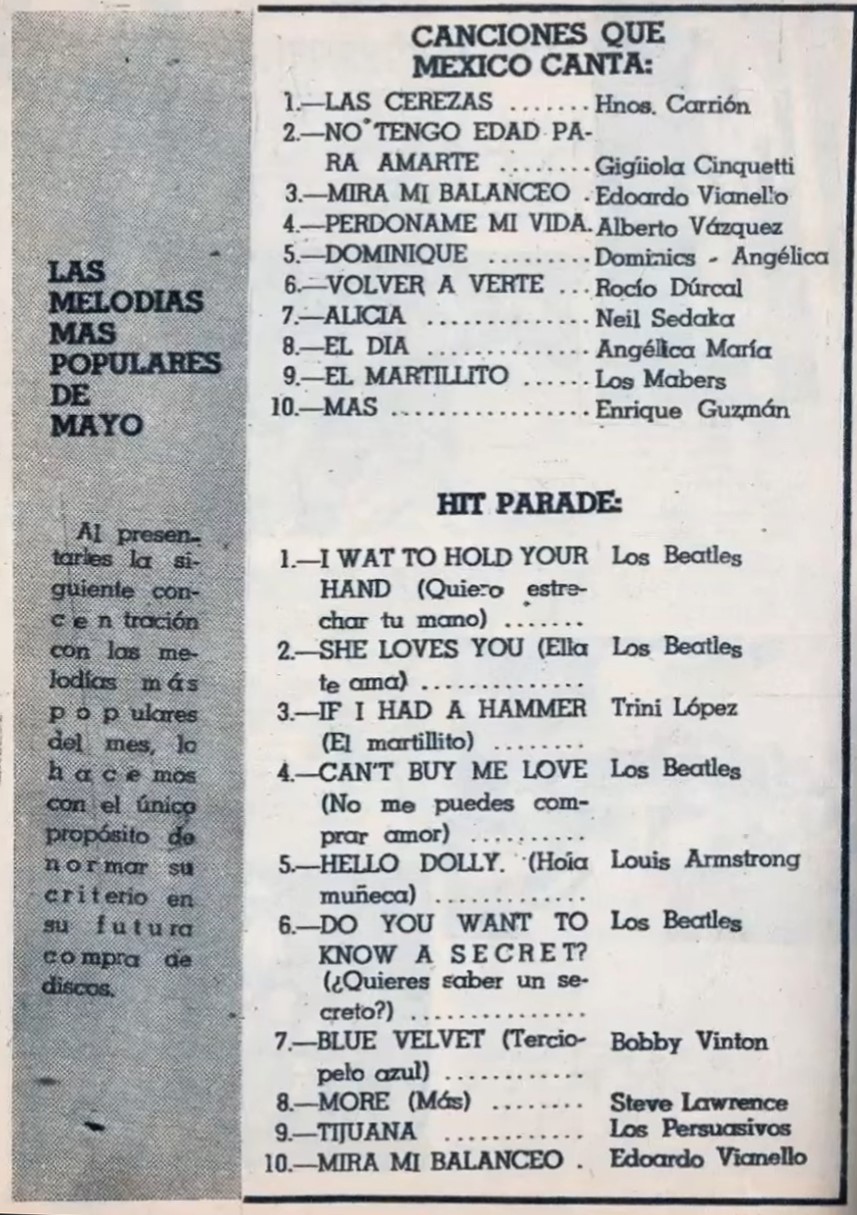 LAS
MELODIAS
MAS
POPULARES
DE
MAYO
Al presen-
tarles la si-
guiente con-
c e n tración
con las me-
lodías más
p o p ulares
del mes, lo
h a c e mos
con el único
propósito de
normar su
criterio en
su futura
compra de
discos.
CANCIONES QUE
MEXICO CANTA:
1.—LAS CEREZAS ....... Hnos. Carrión
2.—NO TENGO EDAD PA-
RA AMARTE ........ Gigiiola Cinquetti
3.—MIRA MI BALANCEO . Edoardo Vianello
4.—PERDONAME MI VIDA. Alberto Vázquez
5.—DOMINIQUE ......... Dominics - Angélica
6.—VOLVER A VERTE ... Rocío Dúrcal
7.—ALICIA .............. Neil Sedaka
8.—EL DIA .............. Angélica María
9.—EL MARTILLITO ...... Los Mabers
10.—MAS ................. Enrique Guzmán
HIT PARADE:
1.—I WAT TO HOLD YOUR Los Beatles
HAND (Quiero estre-
char tu mano) .......
2.—SHE LOVES YOU (Ella Los Beatles
te ama) ..............
3.—IF I HAD A HAMMER Trini López
(El martillito) ........
4.—CAN'T BUY ME LOVE Los Beatles
(No me puedes com-
prar amor) ..........
5.—HELLO DOLLY. (Hoia Louis Armstrong
muñeca) .............
6.—DO YOU WANT TO Los Beatles
KNOW A SECRET?
(¿Quieres saber un se-
creto?) ...............
7.—BLUE VELVET (Tercio- Bobby Vinton
pelo azul) ............
8.—MORE (Más) ........ Steve Lawrence
9.—TIJUANA ............ Los Persuasivos
10.—MIRA MI BALANCEO . Edoardo Vianello